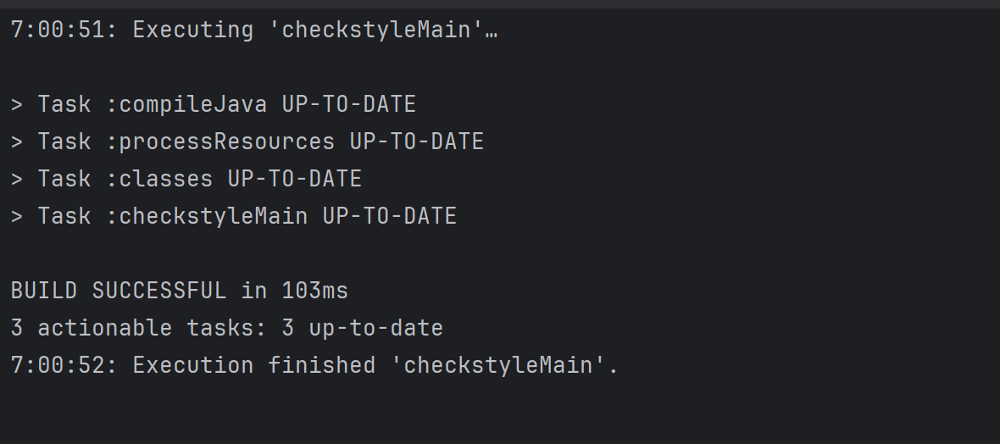 7:00:51: Executing 'checkstyleMain'…
> Task :compileJava UP-TO-DATE
> Task :processResources UP-TO-DATE
> Task :classes UP-TO-DATE
> Task :checkstyleMain UP-TO-DATE
BUILD SUCCESSFUL in 103ms
3 actionable tasks: 3 up-to-date
7:00:52: Execution finished 'checkstyleMain'.